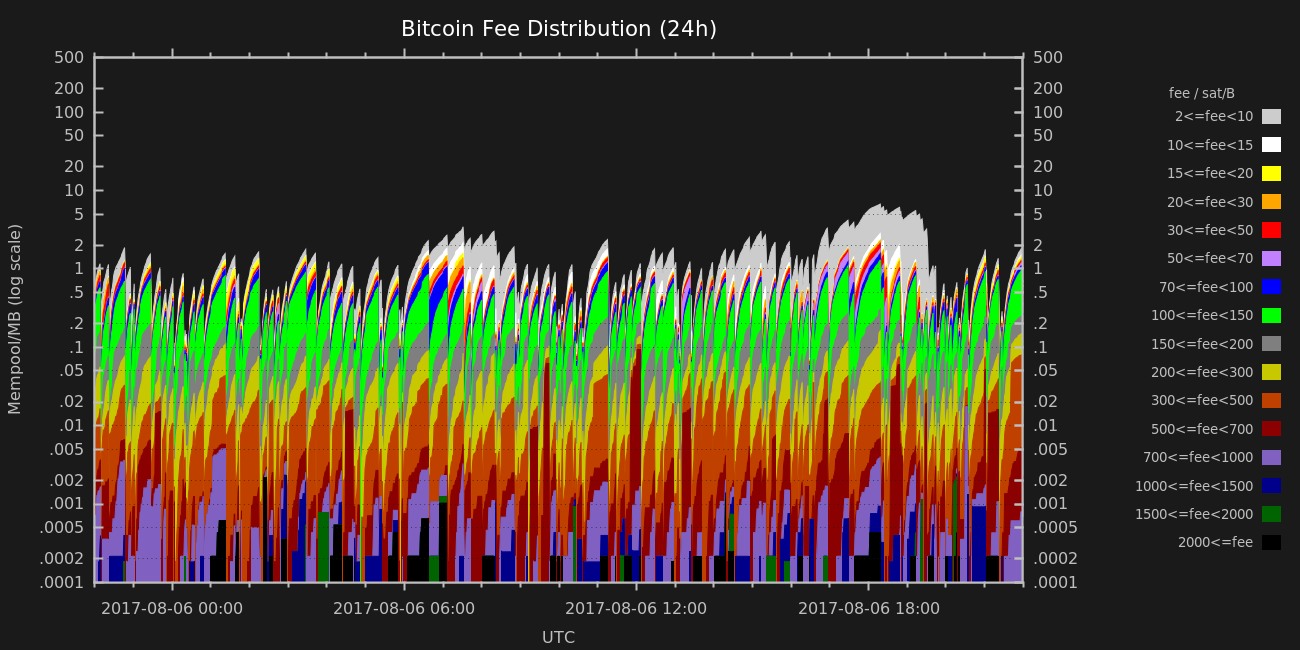 Bitcoin Fee Distribution (24h)
500
200
100
50
20
10
5
2
1
.5
.2
.1
.05
.02
.01
.005
.002
.001
.0005
.0002
.0001
Mempool/MB (log scale)
500
200
100
50
20
10
5
2
1
.5
.2
.1
.05
.02
.01
.005
.002
.001
.0005
.0002
.0001
2017-08-06 00:00
2017-08-06 06:00
2017-08-06 12:00
2017-08-06 18:00
UTC
fee / sat/B
2<=fee<10
10<=fee<15
15<=fee<20
20<=fee<30
30<=fee<50
50<=fee<70
70<=fee<100
100<=fee<150
150<=fee<200
200<=fee<300
300<=fee<500
500<=fee<700
700<=fee<1000
1000<=fee<1500
1500<=fee<2000
2000<=fee